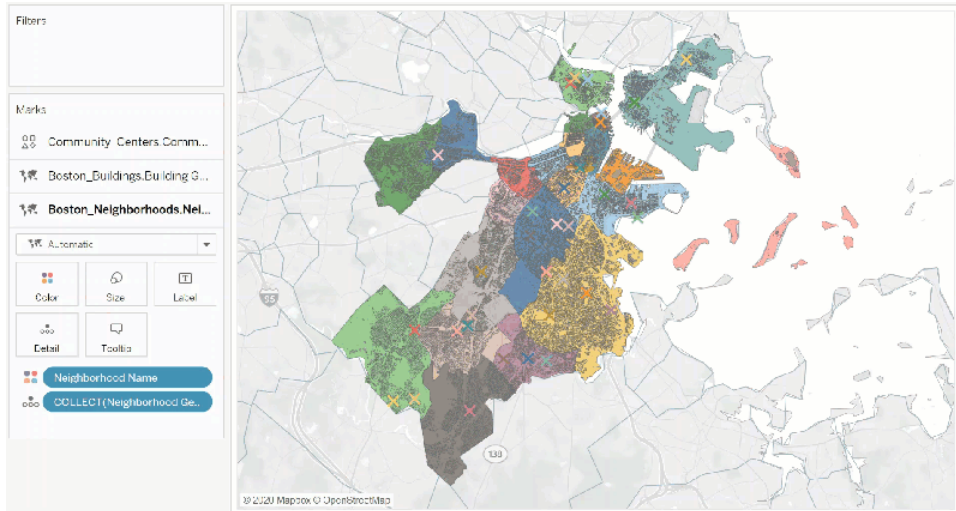 Filters
Marks
Community_Centers.Comm...
Boston_Buildings.Building G...
Boston_Neighborhoods.Nei...
Automatic
Color
Size
T
Label
Detail
Tooltip
Neighborhood Name
COLLECT(Neighborhood Ge..
95
138
© 2020 Mapbox © OpenStreetMap